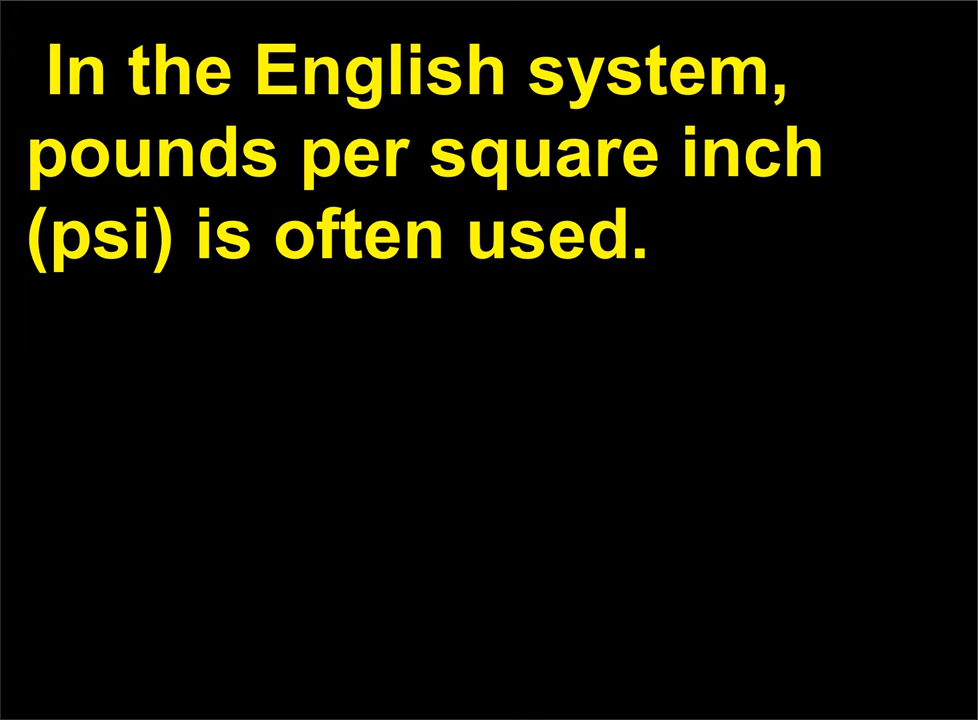 In the English system,
pounds per square inch
(psi) is often used.